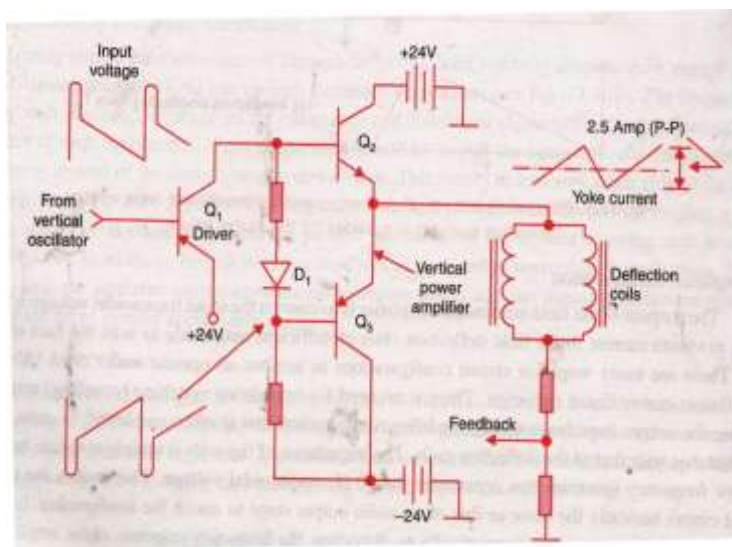 Input
voltage
+24V
2.5 Amp (P-P)
Yoke current
Q2
From
vertical
oscillator
Q1
Driver
D1
Vertical
power
amplifier
Deflection
coils
+24V
Q3
Feedback
–24V